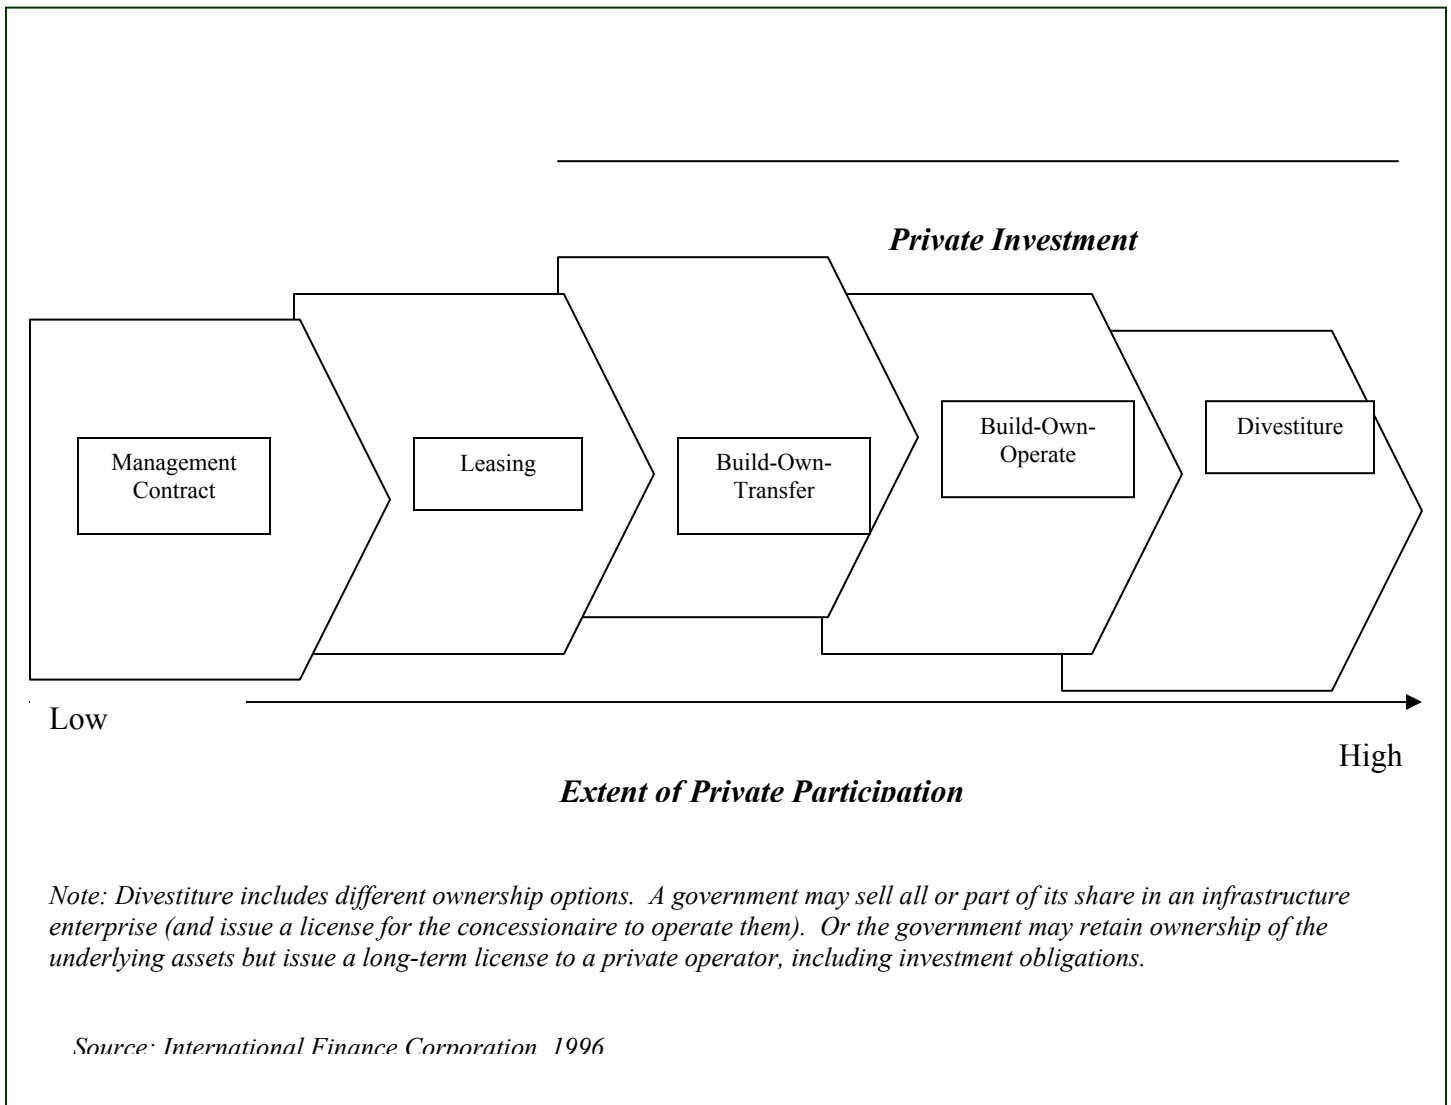 Private Investment
Management
Contract
Leasing
Build-Own-
Transfer
Build-Own-
Operate
Divestiture
Low
High
Extent of Private Participation
Note: Divestiture includes different ownership options.  A government may sell all or part of its share in an infrastructure
enterprise (and issue a license for the concessionaire to operate them).  Or the government may retain ownership of the
underlying assets but issue a long-term license to a private operator, including investment obligations.
Source: International Finance Corporation, 1996